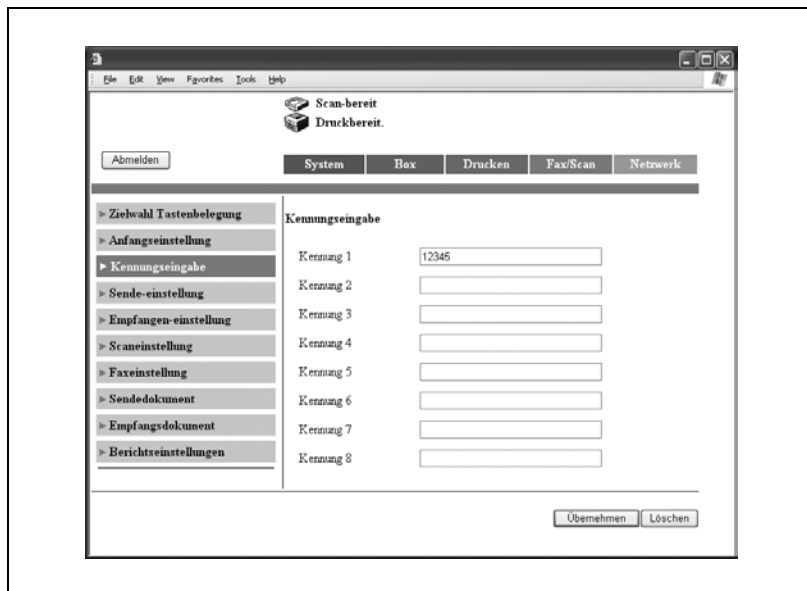 File Edit View Favorites Tools Help
Scan-bereit
Druckbereit.
Abmelden
System Box Drucken Fax/Scan Netzwerk
Zielwahl Tastenbelegung
Anfangseinstellung
Kennungseingabe
Sende-einstellung
Empfangen-einstellung
Scaneinstellung
Faxeinstellung
Sendedokument
Empfangsdokument
Berichtseinstellungen
Kennungseingabe
Kennung 1 12345
Kennung 2
Kennung 3
Kennung 4
Kennung 5
Kennung 6
Kennung 7
Kennung 8
Übernehmen Löschen